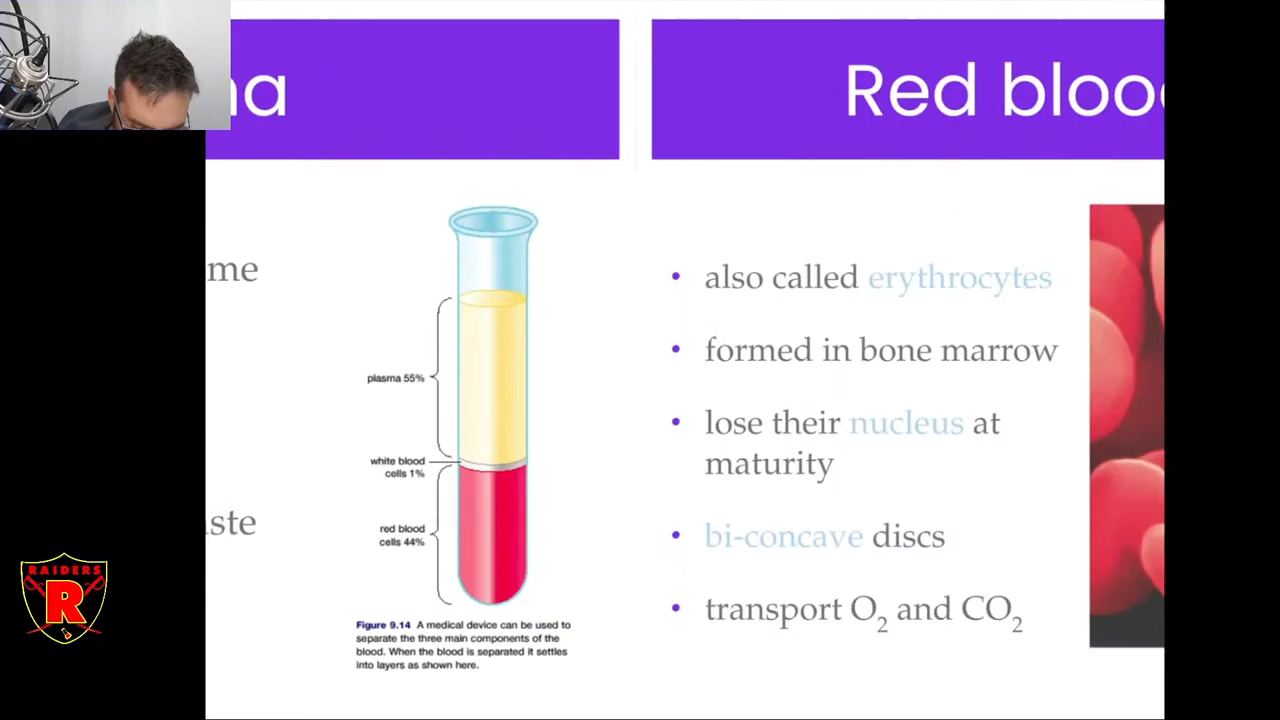 Red
me
ste
plasma 55%
white blood
cells 1%
red blood
cells 44%
Figure 9.14 A medical device can be used to
separate the three main components of the
blood. When the blood is separated it settles
into layers as shown here.
• also called erythrocytes
• formed in bone marrow
• lose their nucleus at
maturity
• bi-concave discs
• transport O₂ and CO₂
RAIDERS
R